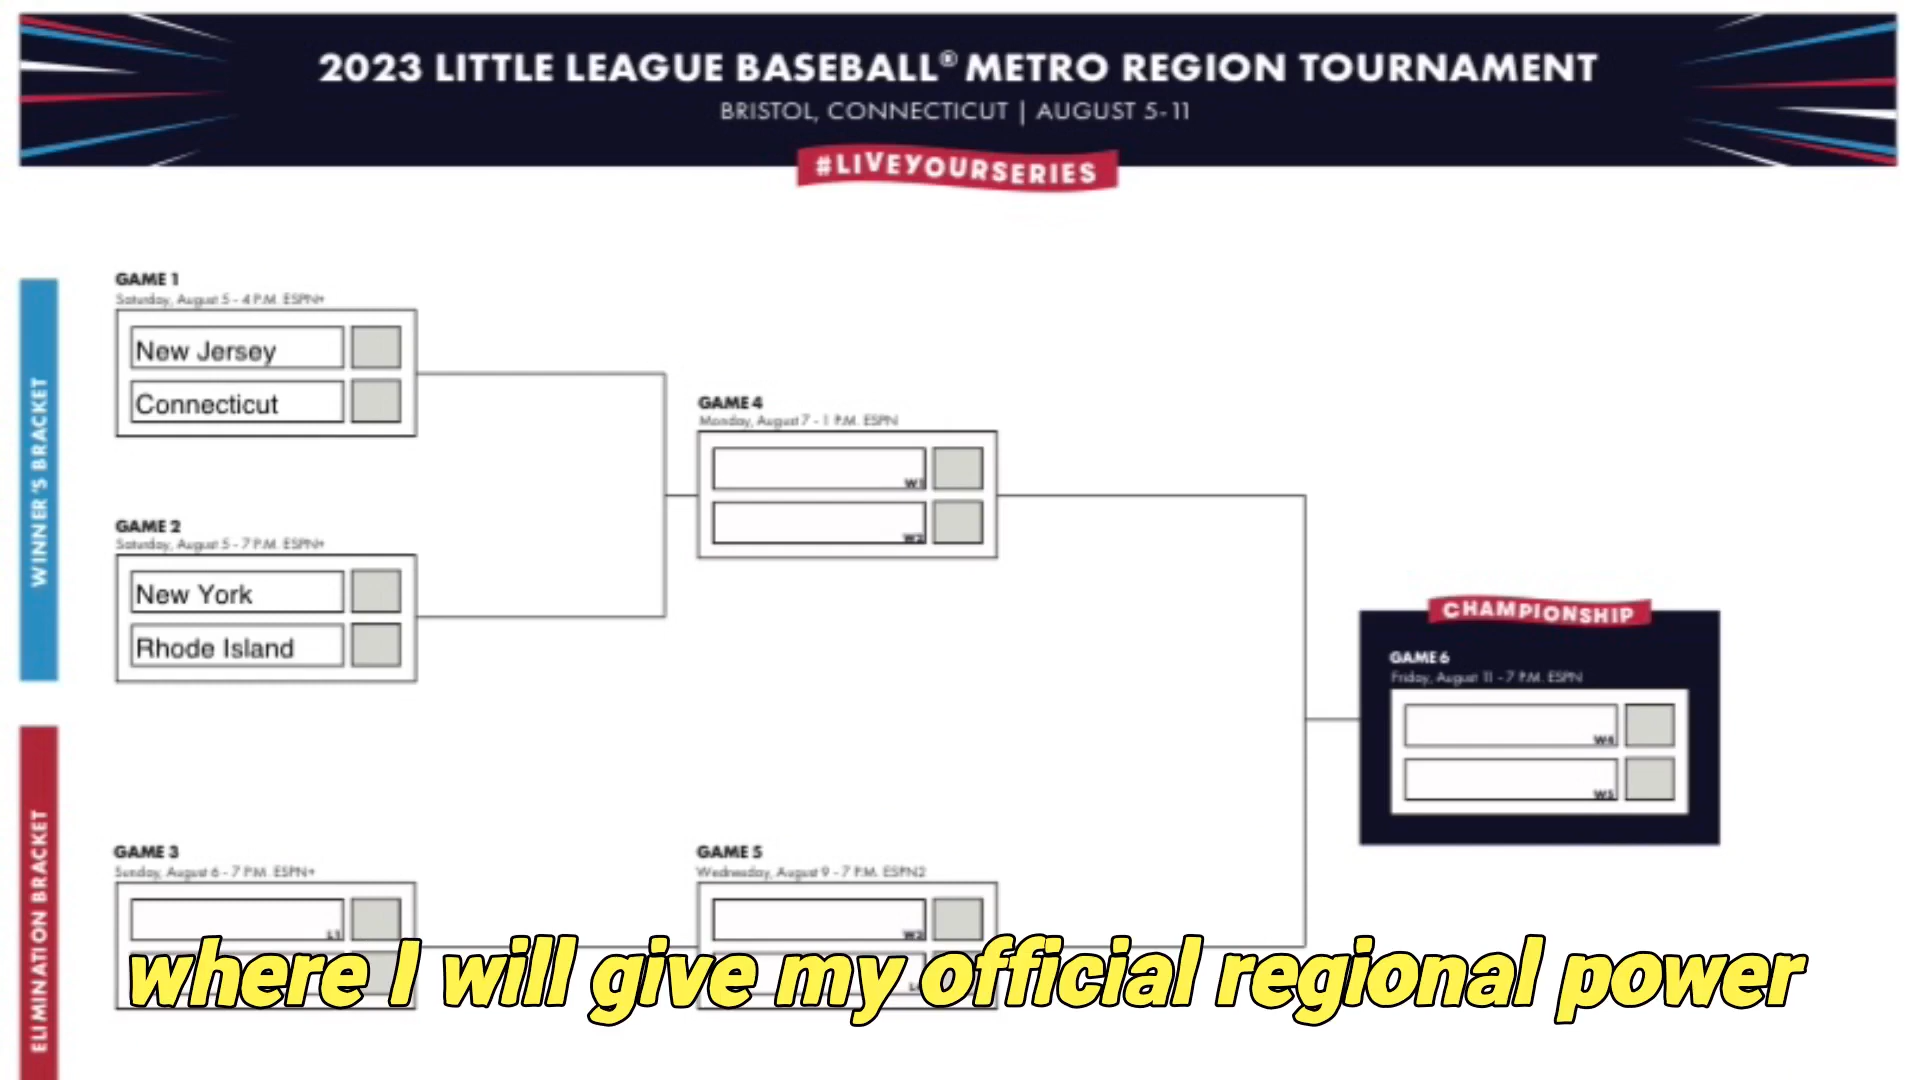 2023 LITTLE LEAGUE BASEBALL® METRO REGION TOURNAMENT
BRISTOL, CONNECTICUT | AUGUST 5-11
#LIVEYOURSERIES
WINNER'S BRACKET
GAME 1
Saturday, August 5 - 4 P.M. ESPN+
New Jersey
Connecticut
GAME 2
Saturday, August 5 - 7 P.M. ESPN+
New York
Rhode Island
GAME 4
Monday, August 7 - 1 P.M. ESPN
W1
W2
CHAMPIONSHIP
GAME 6
Friday, August 11 - 7 P.M. ESPN
W4
W5
ELIMINATION BRACKET
GAME 3
Sunday, August 6 - 7 P.M. ESPN+
L1
GAME 5
Wednesday, August 9 - 7 P.M. ESPN2
W3
where I will give my official regional power